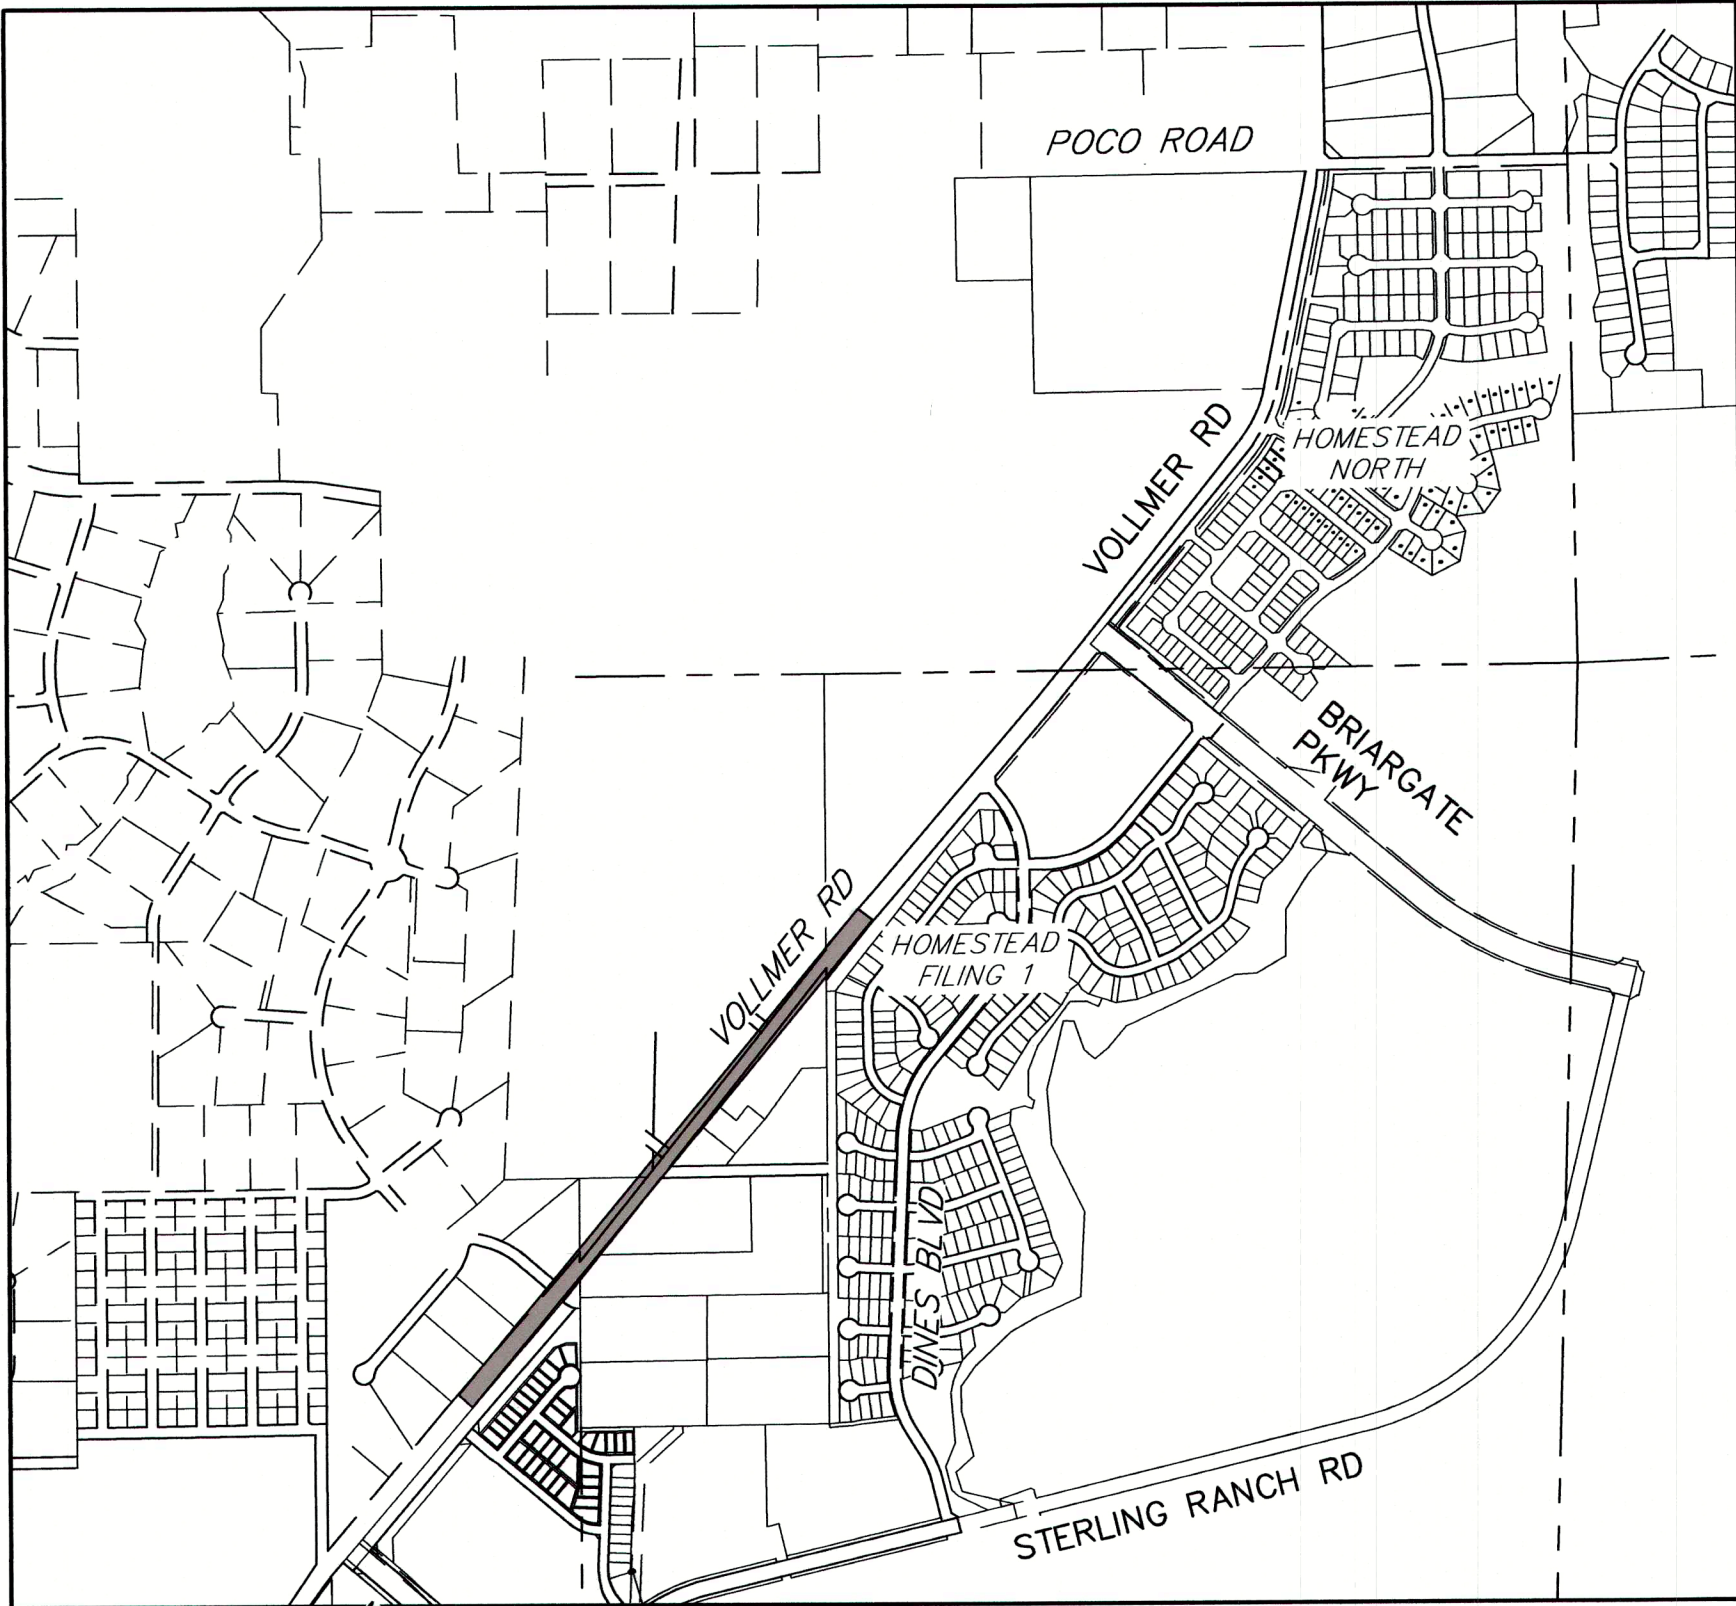 POCO ROAD
VOLLMER RD
HOMESTEAD
NORTH
BRIARGATE
PKWY
VOLLMER RD
HOMESTEAD
FILING 1
DINES BLVD
STERLING RANCH RD